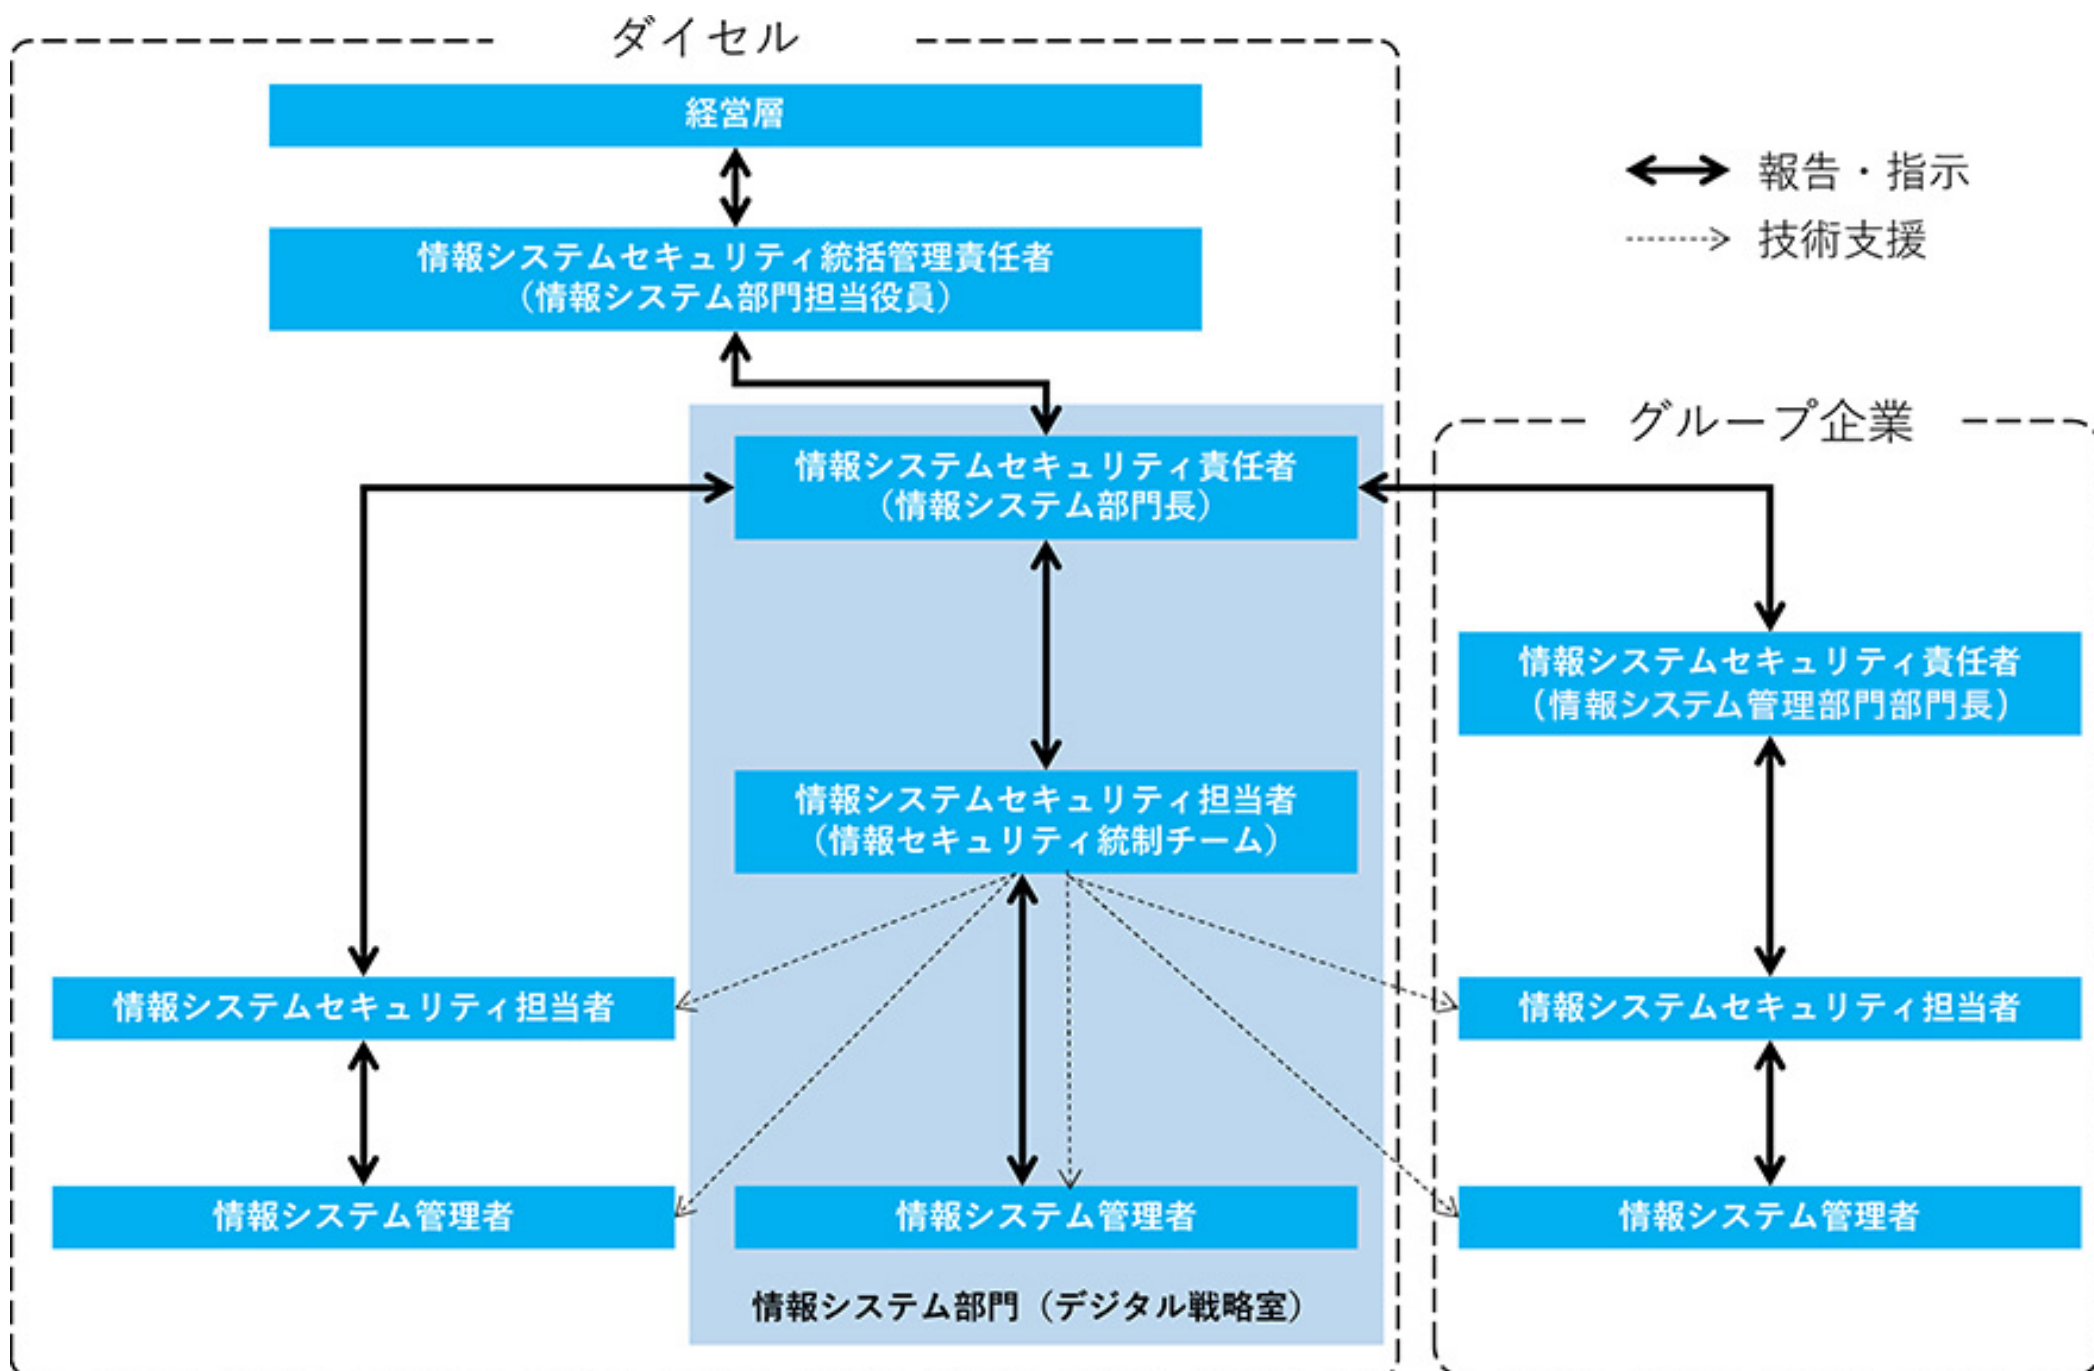 ダイセル
経営層
報告・指示
技術支援
情報システムセキュリティ統括管理責任者
（情報システム部門担当役員）
グループ企業
情報システムセキュリティ責任者
（情報システム部門長）
情報システムセキュリティ責任者
（情報システム管理部門部門長）
情報システムセキュリティ担当者
（情報セキュリティ統制チーム）
情報システムセキュリティ担当者
情報システムセキュリティ担当者
情報システム管理者
情報システム管理者
情報システム管理者
情報システム部門（デジタル戦略室）